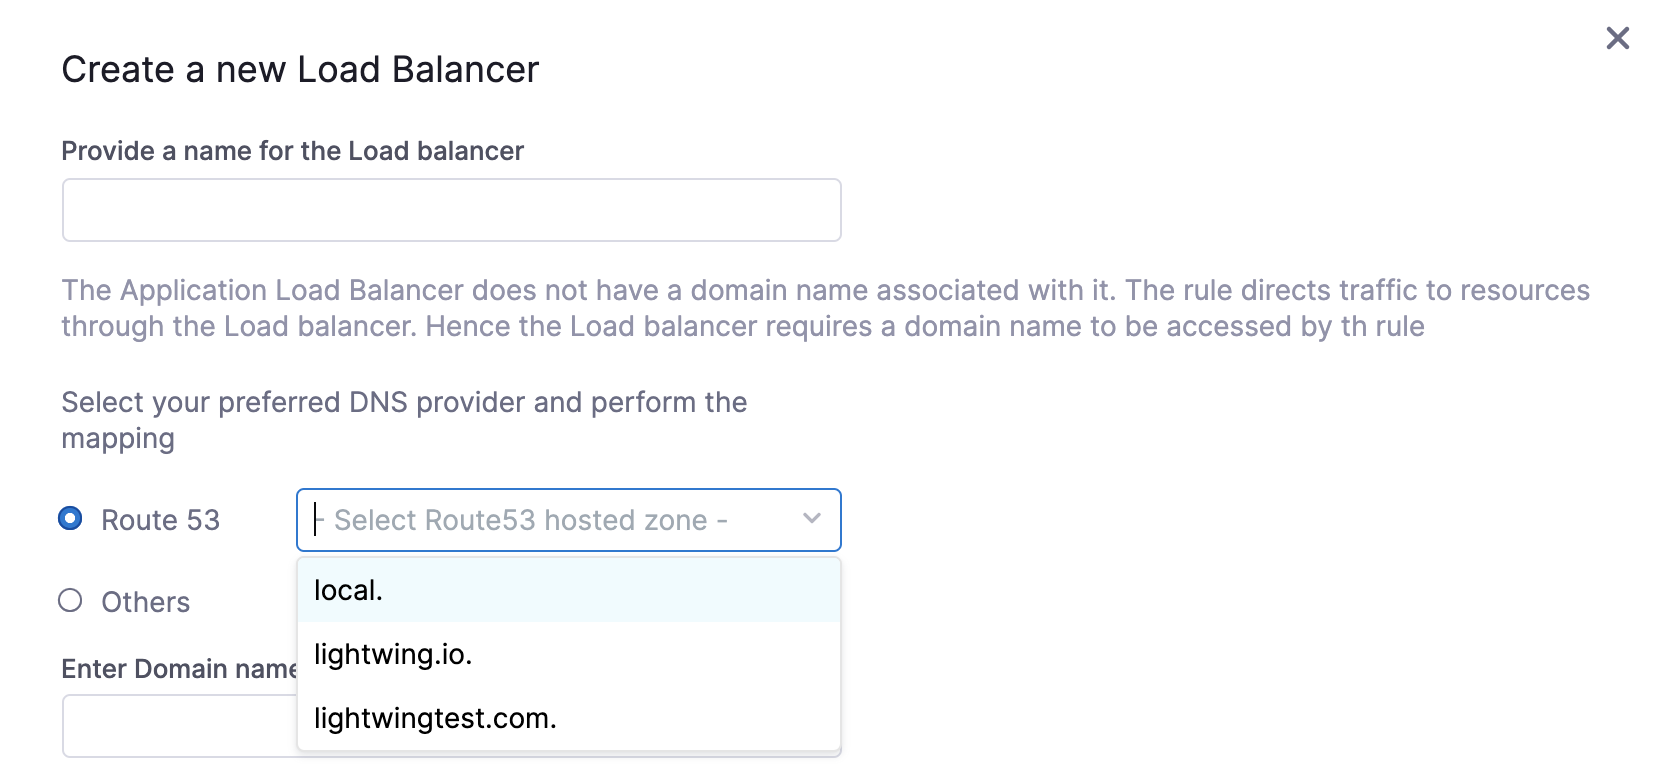 Create a new Load Balancer
Provide a name for the Load balancer
The Application Load Balancer does not have a domain name associated with it. The rule directs traffic to resources
through the Load balancer. Hence the Load balancer requires a domain name to be accessed by th rule
Select your preferred DNS provider and perform the
mapping
Route 53
- Select Route53 hosted zone -
local.
Others
lightwing.io.
Enter Domain name
lightwingtest.com.